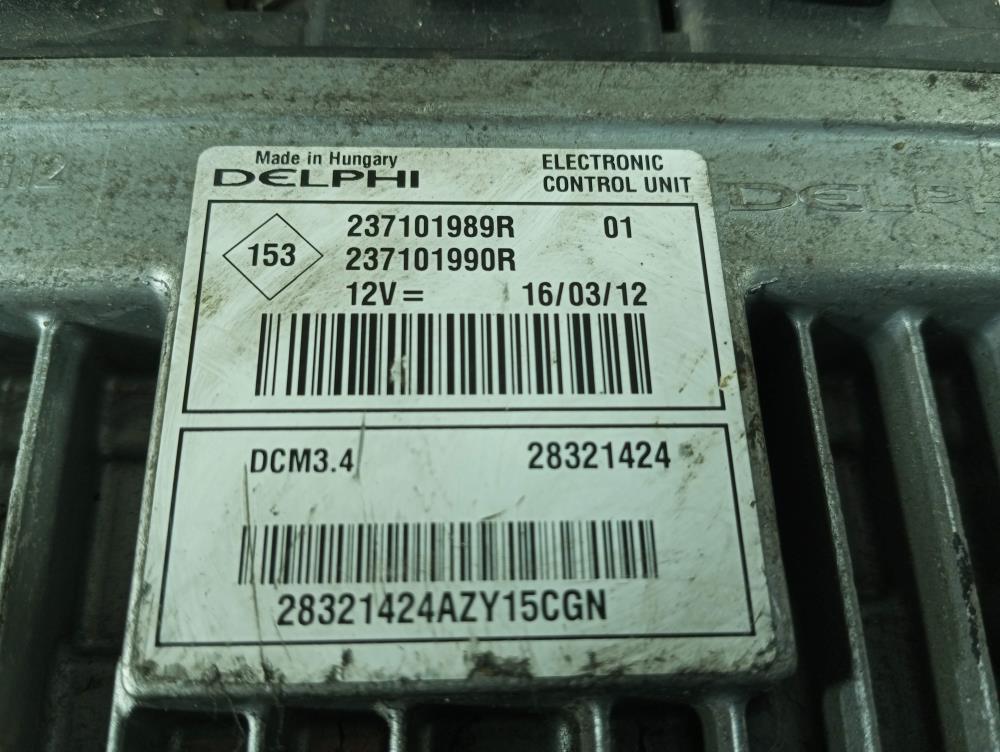 Made in Hungary
DELPHI
ELECTRONIC
CONTROL UNIT
DELPHI
153
237101989R 01
237101990R
12V= 16/03/12
DCM3.4 28321424
28321424AZY15CGN